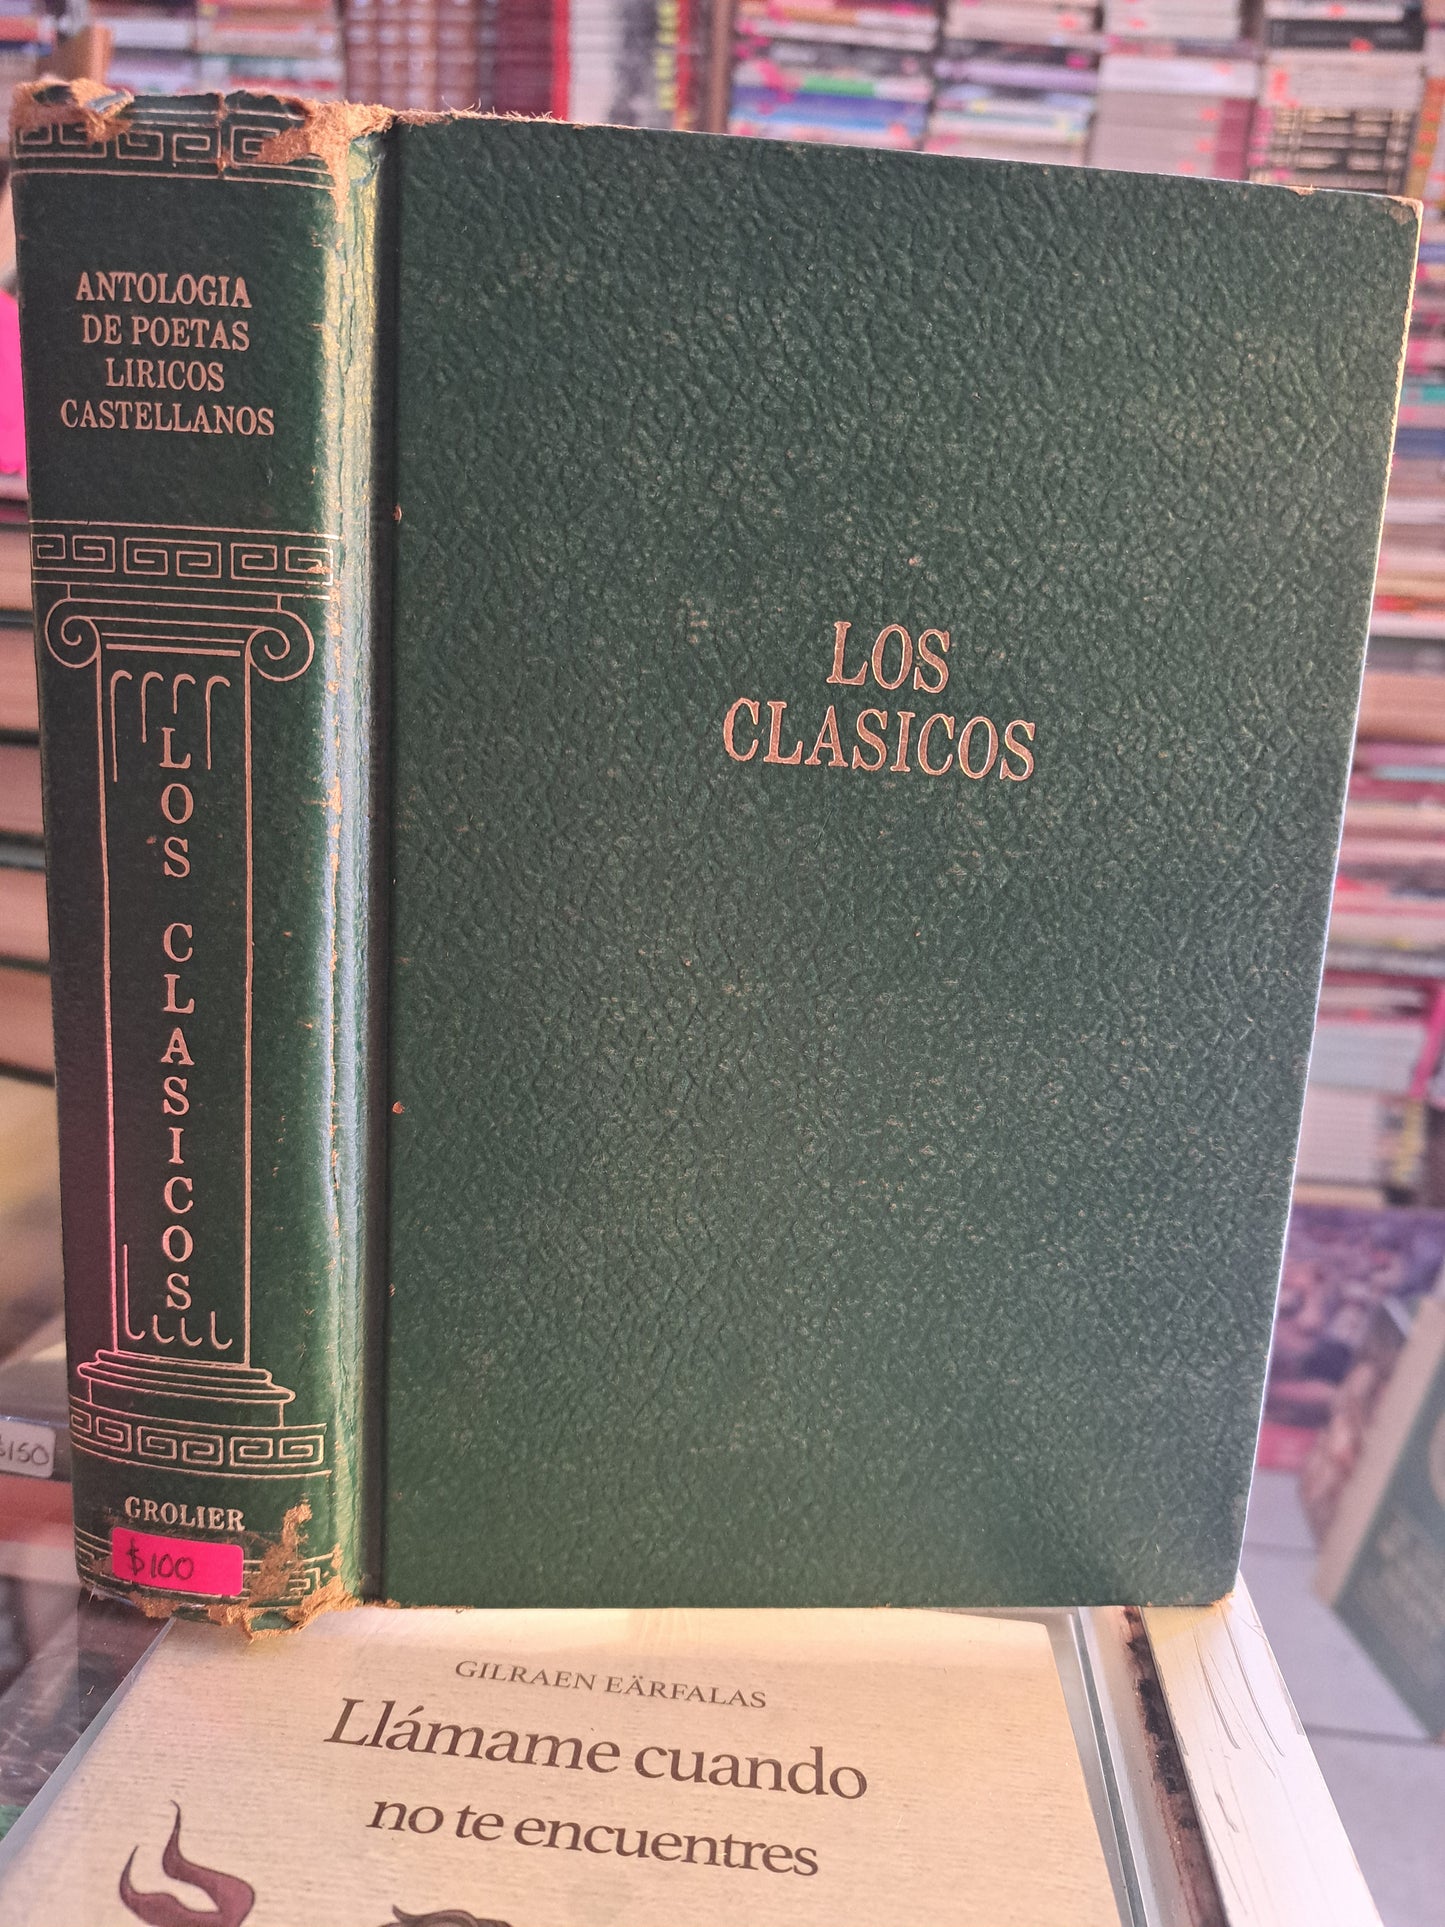 ANTOLOGIA
DE POETAS
LIRICOS
CASTELLANOS
LOS CLASICOS
GROLIER
$100
LOS
CLASICOS
$150
GILRAEN EÄRFALAS
Llámame cuando
no te encuentres